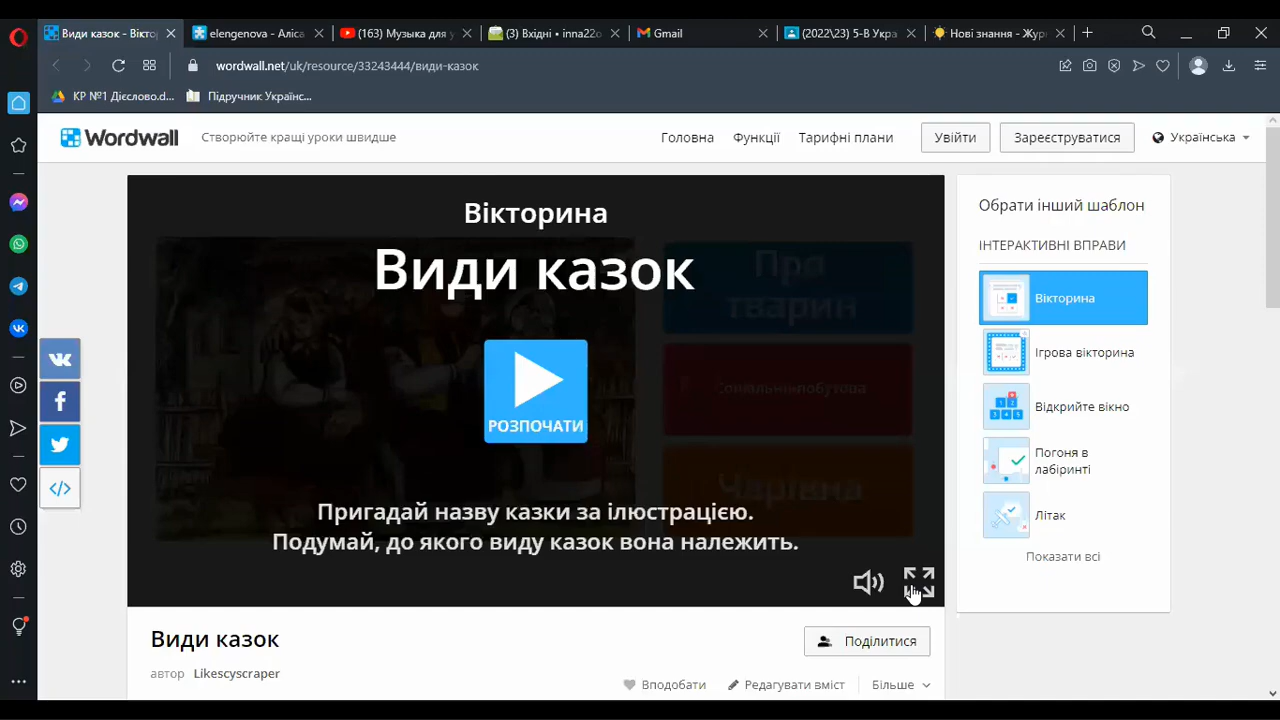 Види казок - Вікто
elengenova - Аліса
(163) Музыка для у
(3) Вхідні • inna22o
Gmail
(2022\23) 5-В Укра
Нові знання - Жур
wordwall.net/uk/resource/33243444/види-казок
КР №1 Дієслово.d...
Підручник Українс...
Wordwall
Створюйте кращі уроки швидше
Головна
Функції
Тарифні плани
Увійти
Зареєструватися
Українська
Вікторина
Види казок
Про тварин
Соціальнопобутова
Чарівна
РОЗПОЧАТИ
Пригадай назву казки за ілюстрацією.
Подумай, до якого виду казок вона належить.
Обрати інший шаблон
ІНТЕРАКТИВНІ ВПРАВИ
Вікторина
Ігрова вікторина
Відкрийте вікно
Погоня в
лабіринті
Літак
Показати всі
Види казок
Поділитися
автор Likescyscraper
Вподобати
Редагувати вміст
Більше